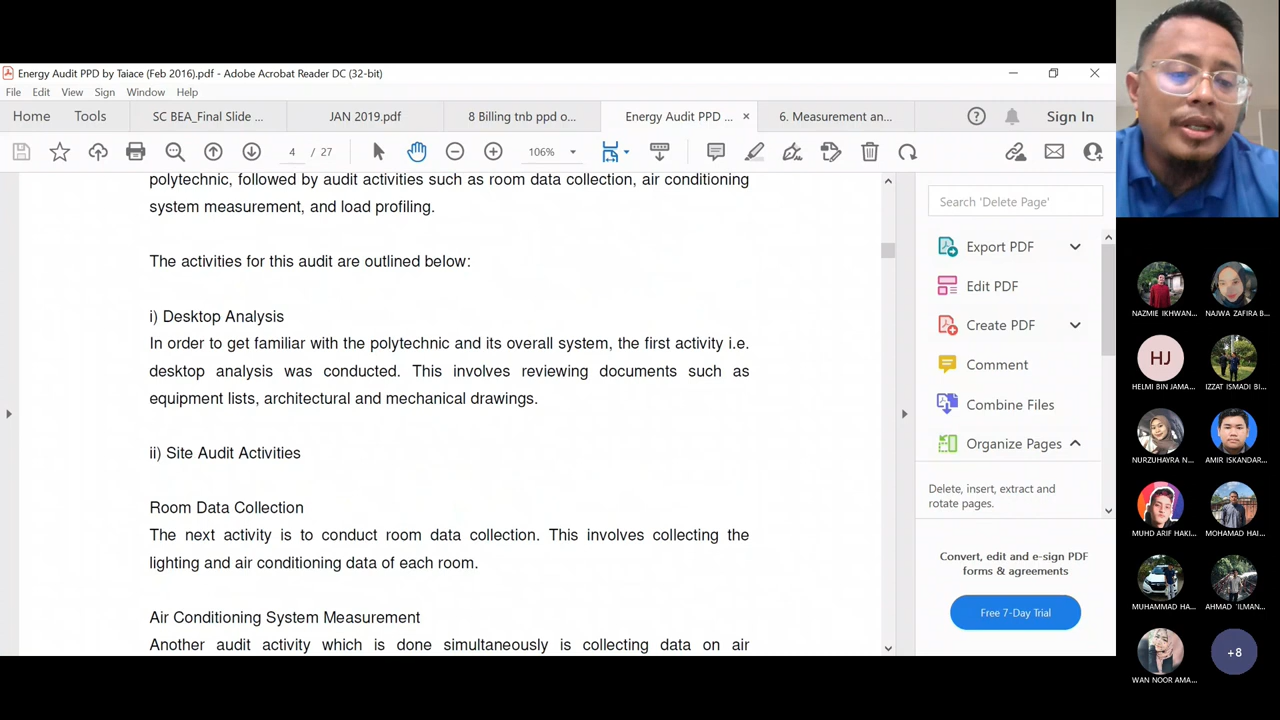 Energy Audit PPD by Taiace (Feb 2016).pdf - Adobe Acrobat Reader DC (32-bit)
File Edit View Sign Window Help
Home Tools SC BEA_Final Slide ... JAN 2019.pdf 8 Billing tnb ppd o... Energy Audit PPD ... × 6. Measurement an... Sign In
4 / 27 106%
polytechnic, followed by audit activities such as room data collection, air conditioning
system measurement, and load profiling.
The activities for this audit are outlined below:
i) Desktop Analysis
In order to get familiar with the polytechnic and its overall system, the first activity i.e.
desktop analysis was conducted. This involves reviewing documents such as
equipment lists, architectural and mechanical drawings.
ii) Site Audit Activities
Room Data Collection
The next activity is to conduct room data collection. This involves collecting the
lighting and air conditioning data of each room.
Air Conditioning System Measurement
Another audit activity which is done simultaneously is collecting data on air
Search 'Delete Page'
Export PDF
Edit PDF
Create PDF
Comment
Combine Files
Organize Pages
Delete, insert, extract and
rotate pages.
Convert, edit and e-sign PDF
forms & agreements
Free 7-Day Trial
NAZMIE IKHWAN... NAJWA ZAFIRA B...
HJ
HELMI BIN JAMA... IZZAT ISMADI BI...
NURZUHAYRA N... AMIR ISKANDAR...
MUHD ARIF HAKI... MOHAMAD HAI...
MUHAMMAD HA... AHMAD 'ILMAN...
+8
WAN NOOR AMA...